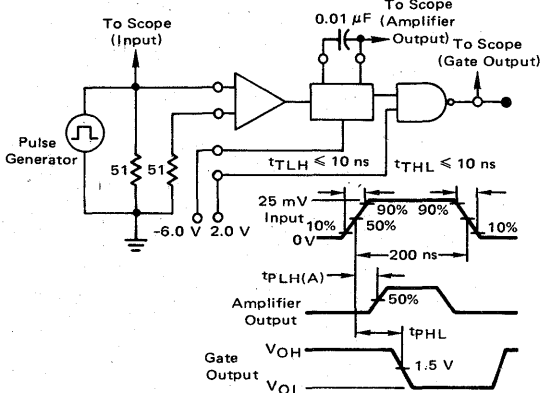 To Scope
(Input)
0.01 µF
To Scope
(Amplifier
Output)
To Scope
(Gate Output)
Pulse
Generator
51
51
tTLH ≤ 10 ns
tTHL ≤ 10 ns
-6.0 V
2.0 V
25 mV
Input
10%
0 V
90%
50%
90%
10%
200 ns
tPLH(A)
50%
Amplifier
Output
tPHL
Gate
Output
VOH
1.5 V
VOL